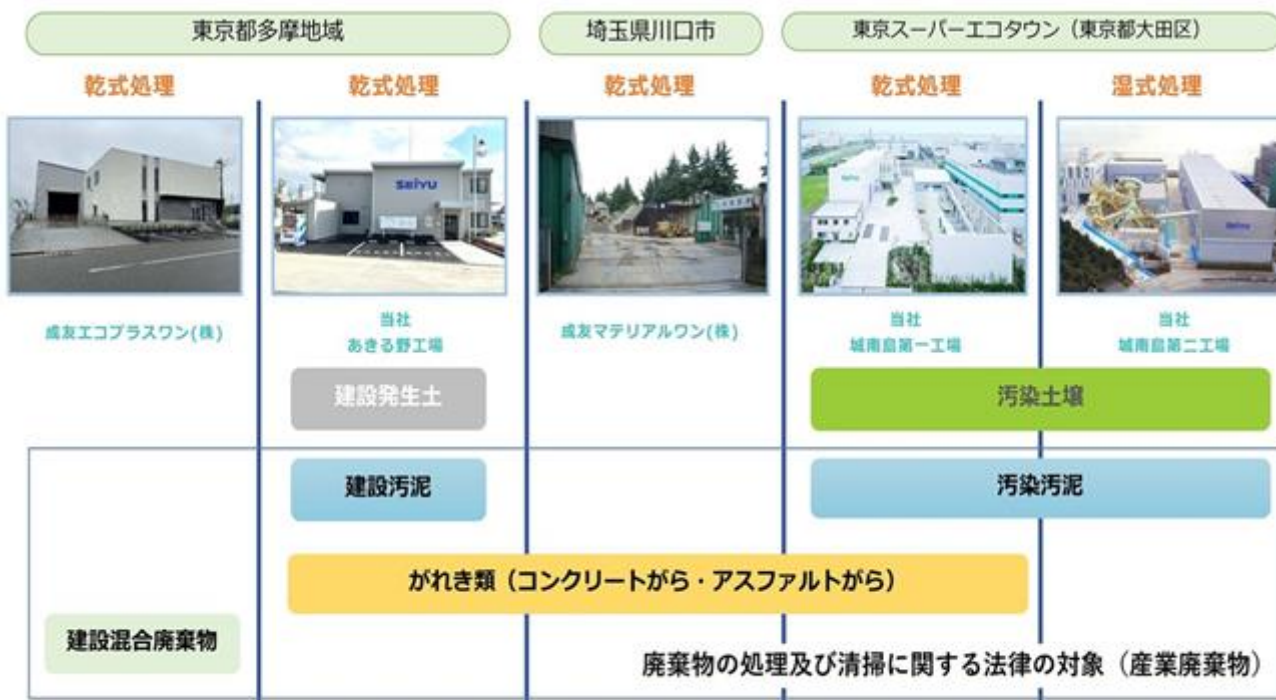 東京都多摩地域
埼玉県川口市
東京スーパーエコタウン（東京都大田区）
乾式処理
乾式処理
乾式処理
乾式処理
湿式処理
SEIYU
SEIYU
SEIYU
成友エコプラスワン(株)
当社
あきる野工場
成友マテリアルワン(株)
当社
城南島第一工場
当社
城南島第二工場
建設発生土
汚染土壌
建設汚泥
汚染汚泥
がれき類（コンクリートがら・アスファルトがら）
建設混合廃棄物
廃棄物の処理及び清掃に関する法律の対象（産業廃棄物）